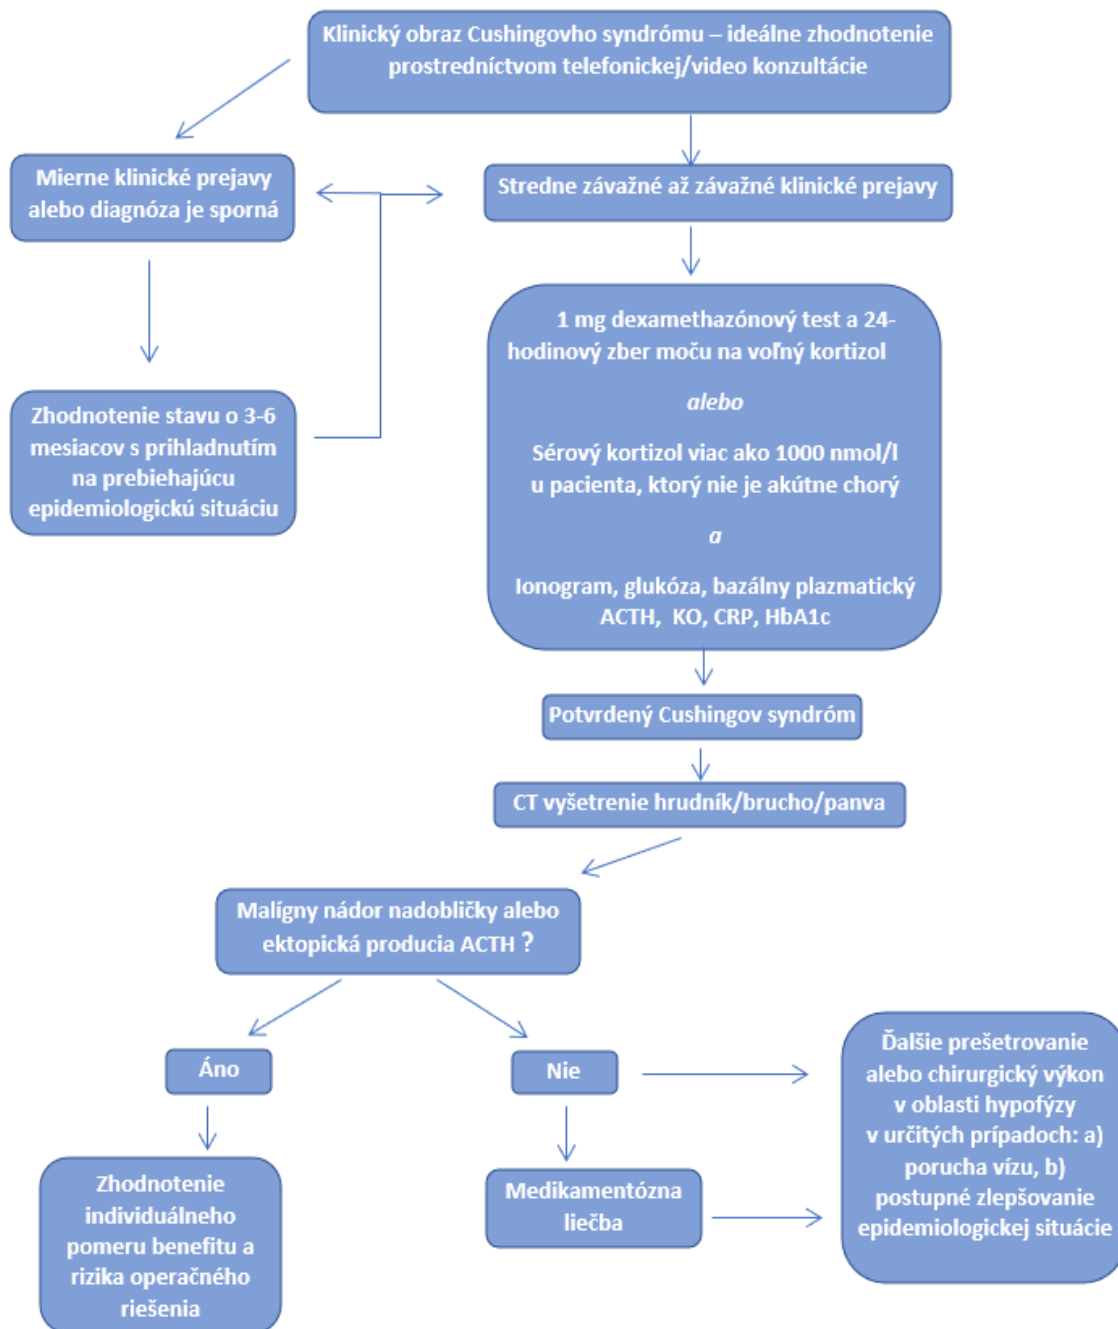 Klinický obraz Cushingovho syndrómu – ideálne zhodnotenie
prostredníctvom telefonickej/video konzultácie
Mierne klinické prejavy
alebo diagnóza je sporná
Stredne závažné až závažné klinické prejavy
Zhodnotenie stavu o 3-6
mesiacov s prihladnutím
na prebiehajúcu
epidemiologickú situáciu
1 mg dexamethazónový test a 24-
hodinový zber moču na voľný kortizol
alebo
Sérový kortizol viac ako 1000 nmol/l
u pacienta, ktorý nie je akútne chorý
a
Ionogram, glukóza, bazálny plazmatický
ACTH, KO, CRP, HbA1c
Potvrdený Cushingov syndróm
CT vyšetrenie hrudník/brucho/panva
Malígny nádor nadobličky alebo
ektopická producia ACTH ?
Áno
Nie
Ďalšie prešetrovanie
alebo chirurgický výkon
v oblasti hypofýzy
v určitých prípadoch: a)
porucha vízu, b)
postupné zlepšovanie
epidemiologickej situácie
Zhodnotenie
individuálneho
pomeru benefitu a
rizika operačného
riešenia
Medikamentózna
liečba